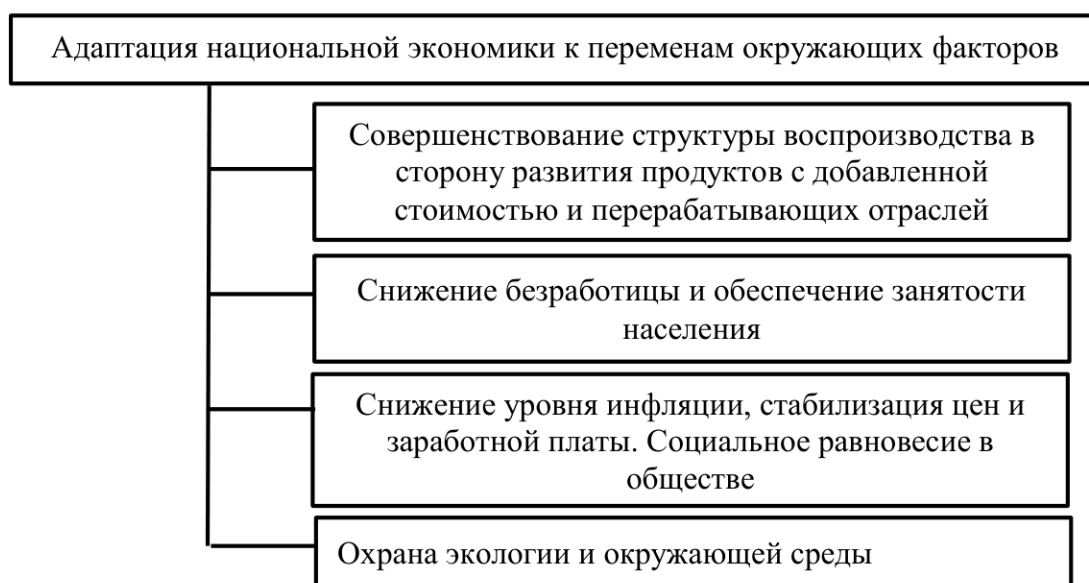 Адаптация национальной экономики к переменам окружающих факторов
Совершенствование структуры воспроизводства в
сторону развития продуктов с добавленной
стоимостью и перерабатывающих отраслей
Снижение безработицы и обеспечение занятости
населения
Снижение уровня инфляции, стабилизация цен и
заработной платы. Социальное равновесие в
обществе
Охрана экологии и окружающей среды